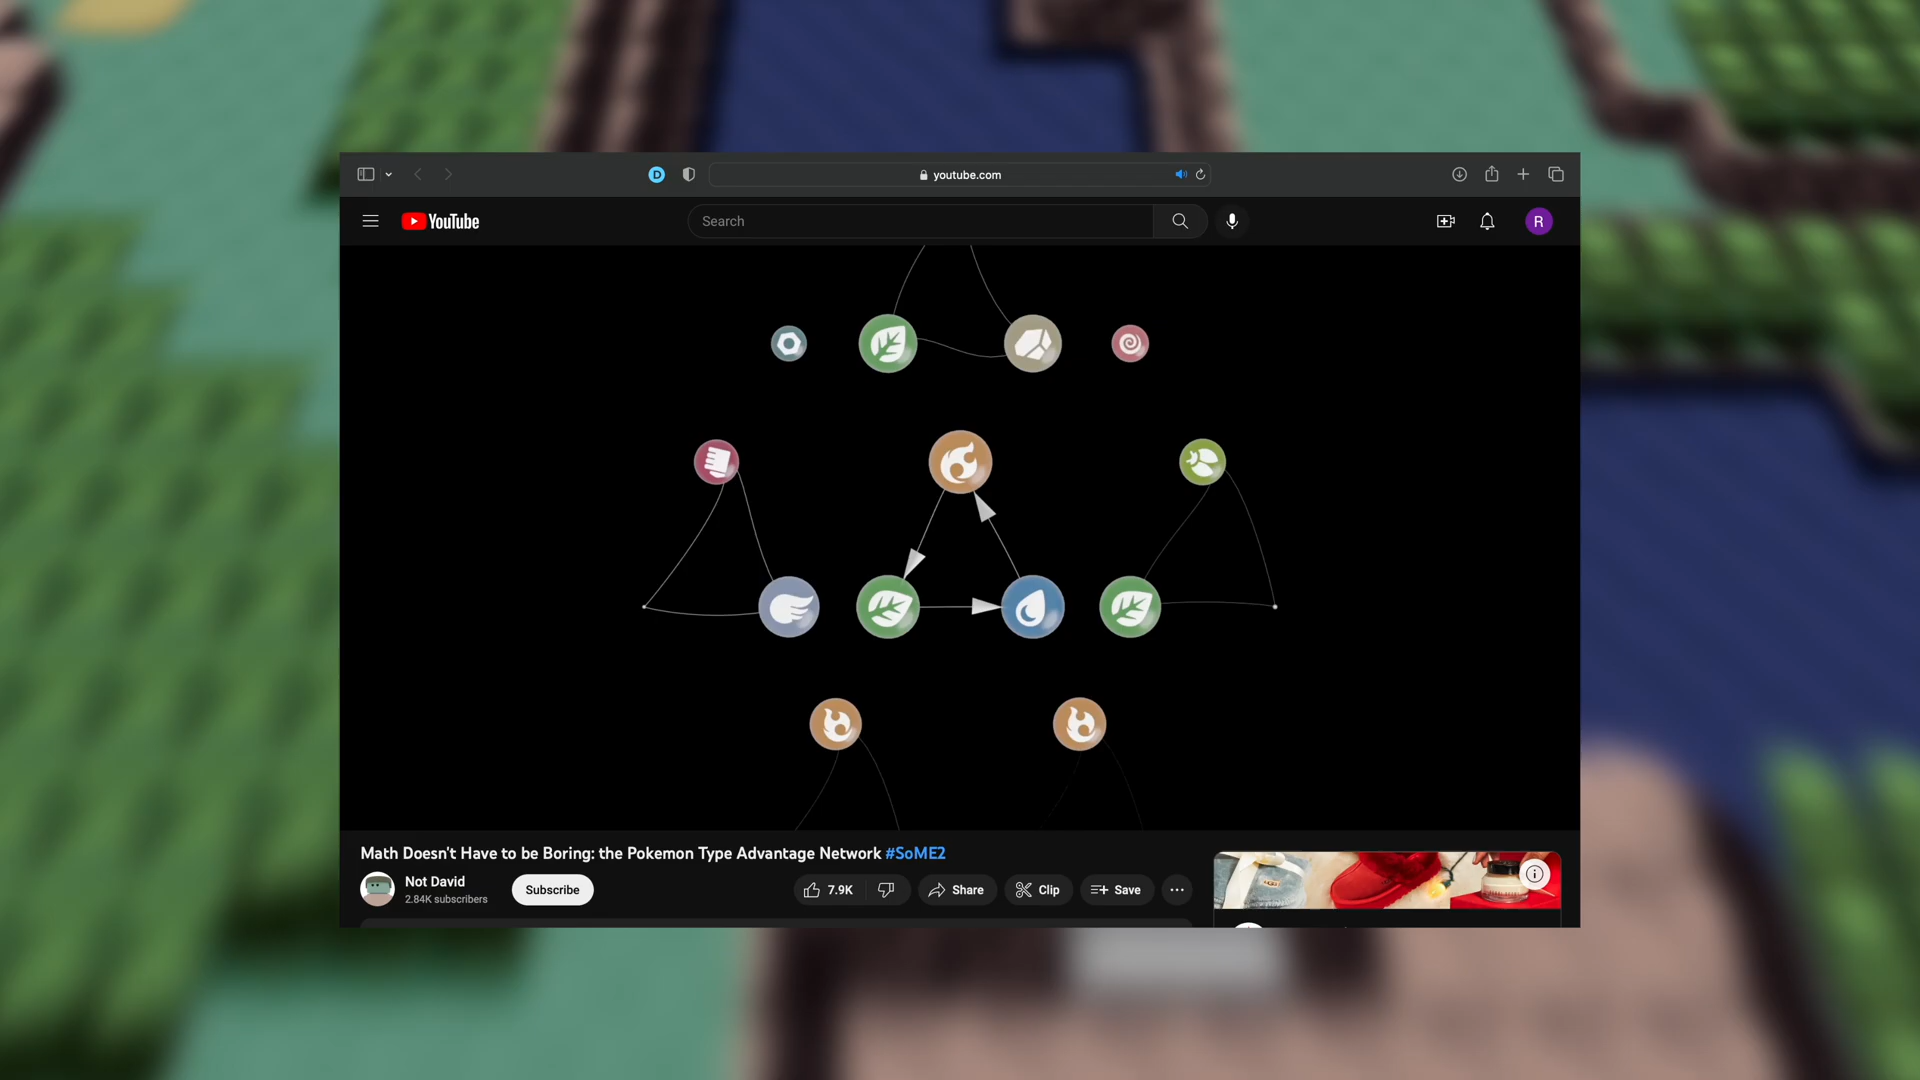 D
youtube.com
YouTube
Search
R
Math Doesn't Have to be Boring: the Pokemon Type Advantage Network #SoME2
Not David
2.84K subscribers
Subscribe
7.9K
Share
Clip
Save
UGG